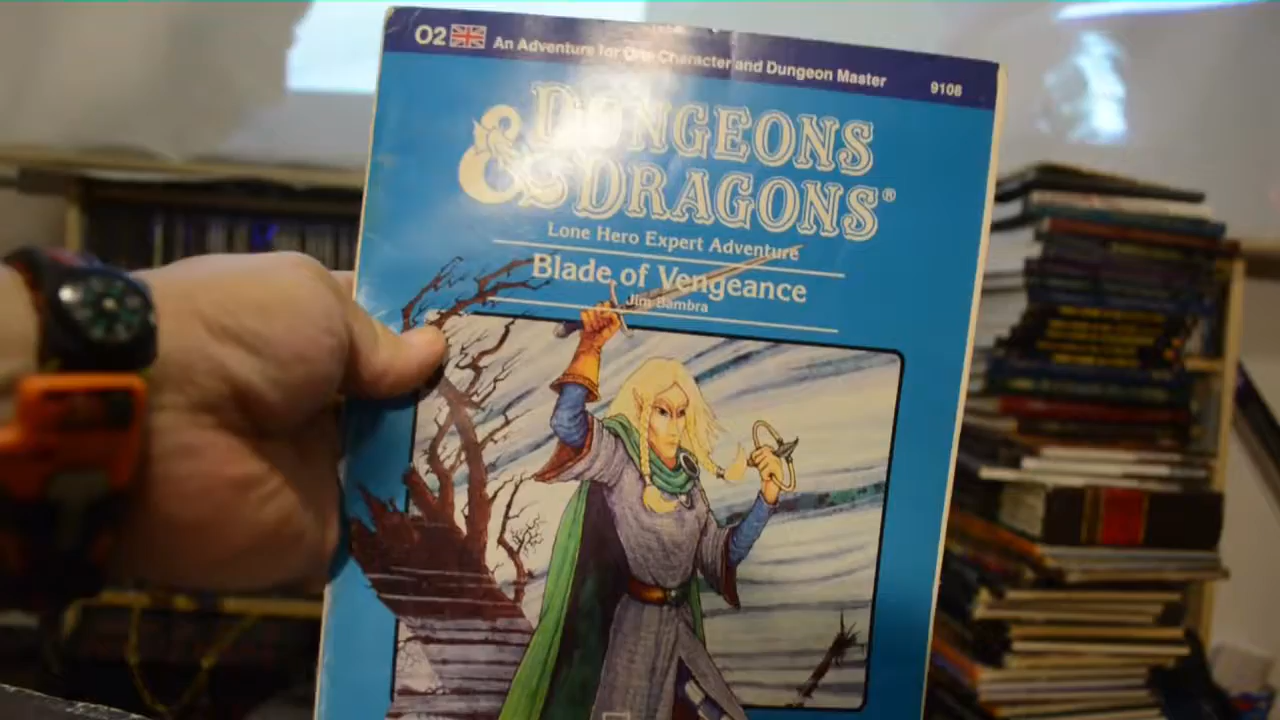 O2 An Adventure for One Character and Dungeon Master 9108
DUNGEONS
& DRAGONS®
Lone Hero Expert Adventure
Blade of Vengeance
Jim Bambra